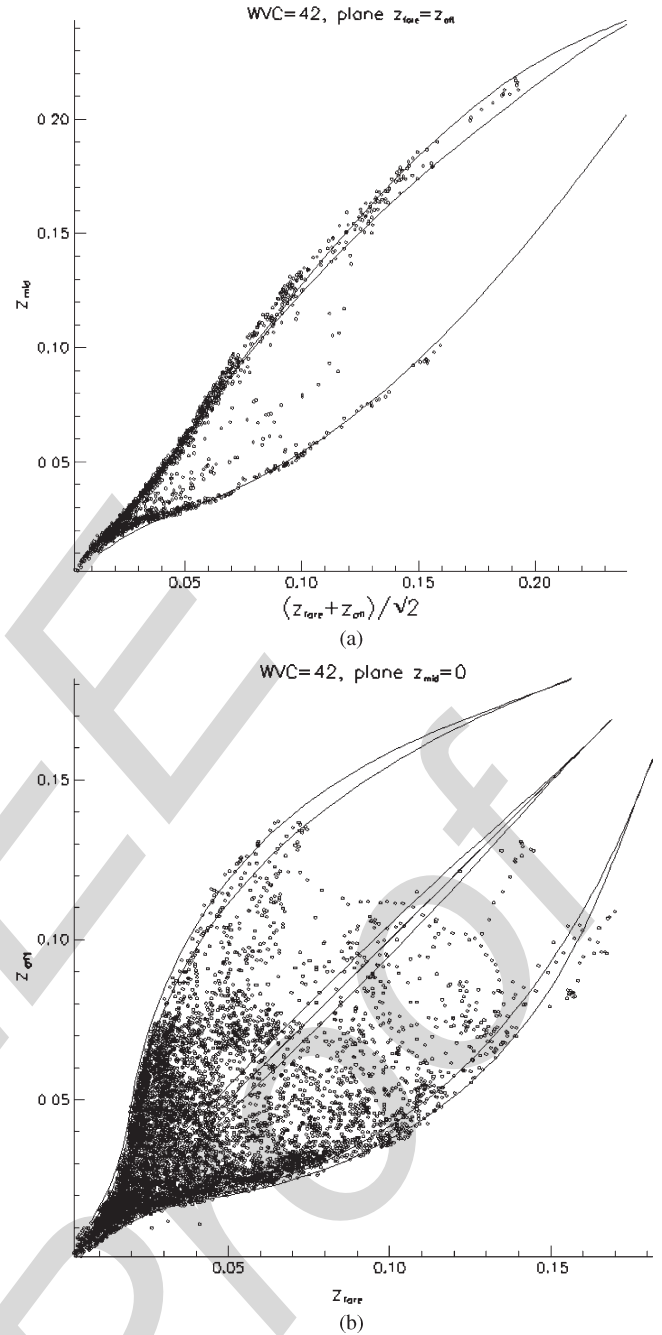 WVC=42, plane z_fore=z_aft
0.20
0.15
0.10
0.05
z_mid
0.05
0.10
0.15
0.20
(z_fore+z_aft)/√2
(a)
WVC=42, plane z_mid=0
0.15
0.10
0.05
z_aft
0.05
0.10
0.15
z_fore
(b)
IEEE
Proof